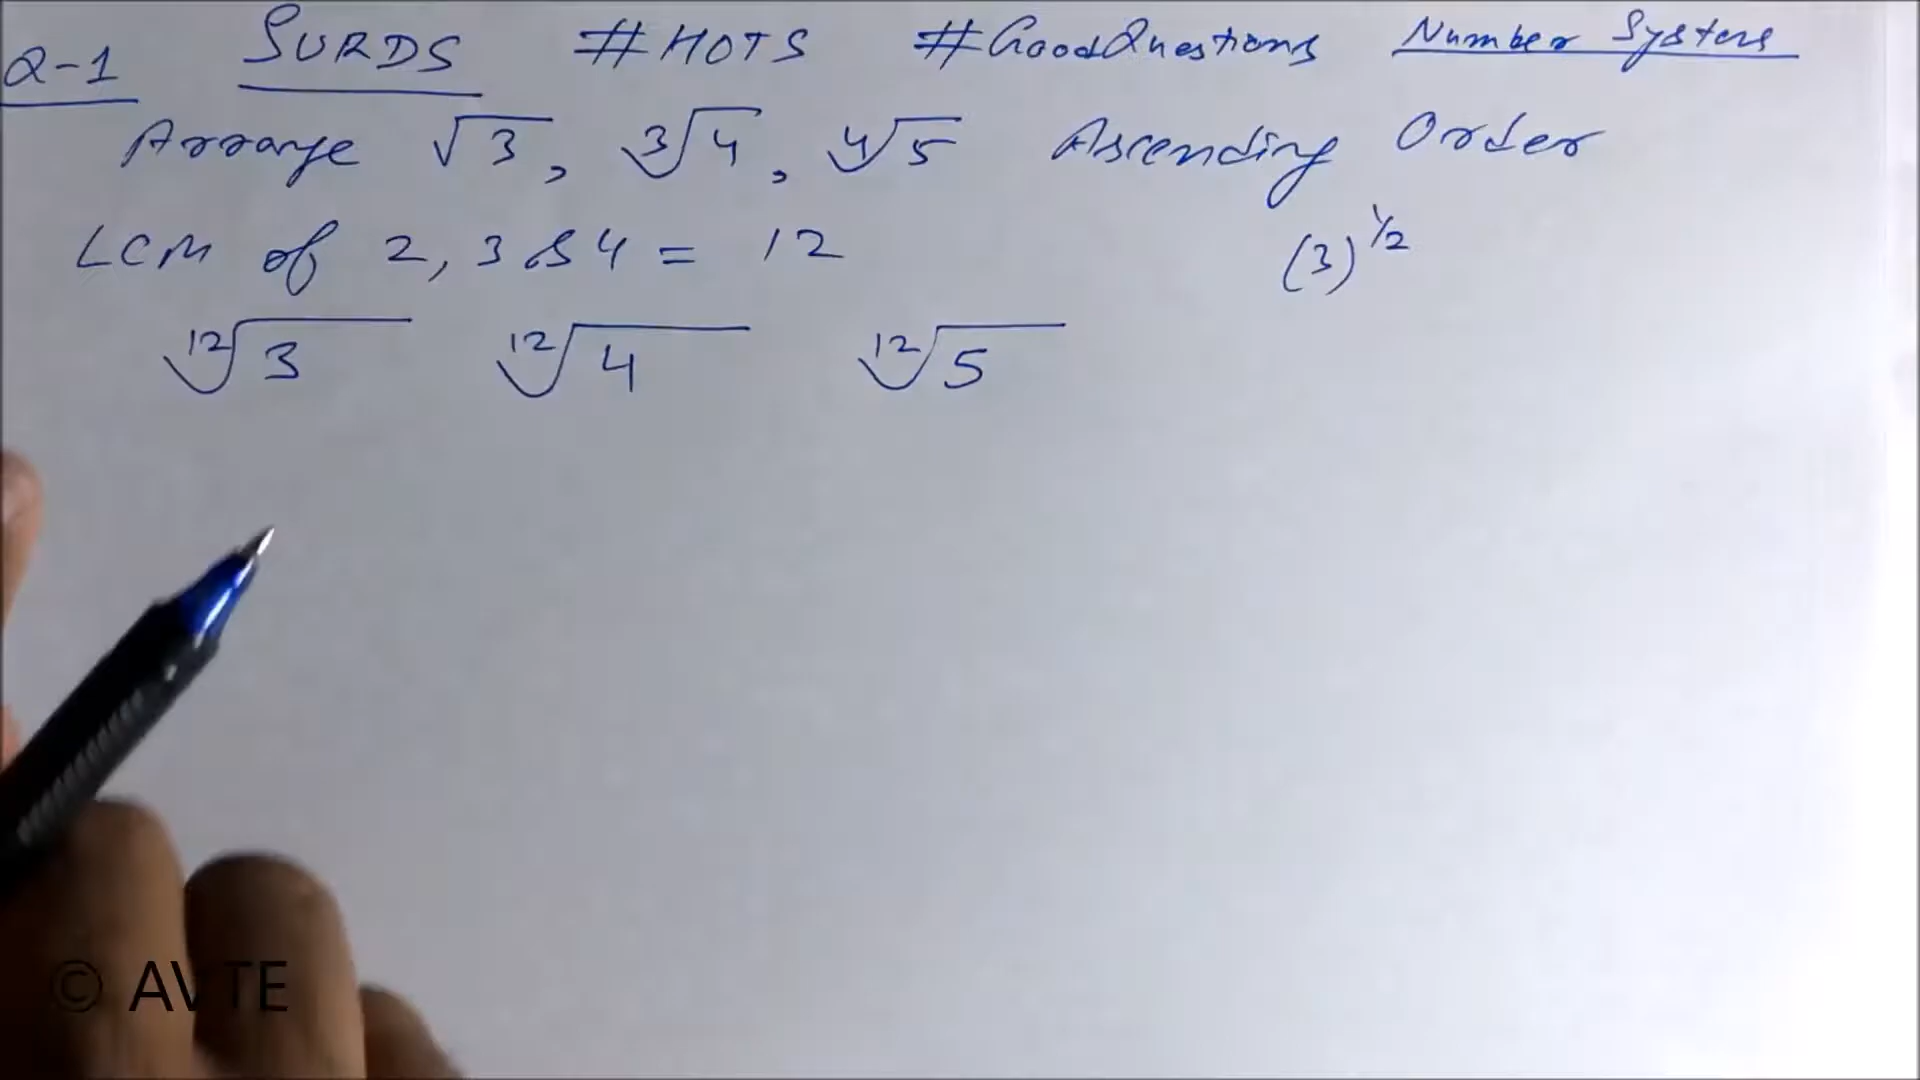 Q-1 SURDS #HOTS #GoodQuestions Number System
Arrange √3, ∛4, ∜5 Ascending Order
LCM of 2, 3 & 4 = 12
(3)^1/2
¹²√3 ¹²√4 ¹²√5
© AVTE